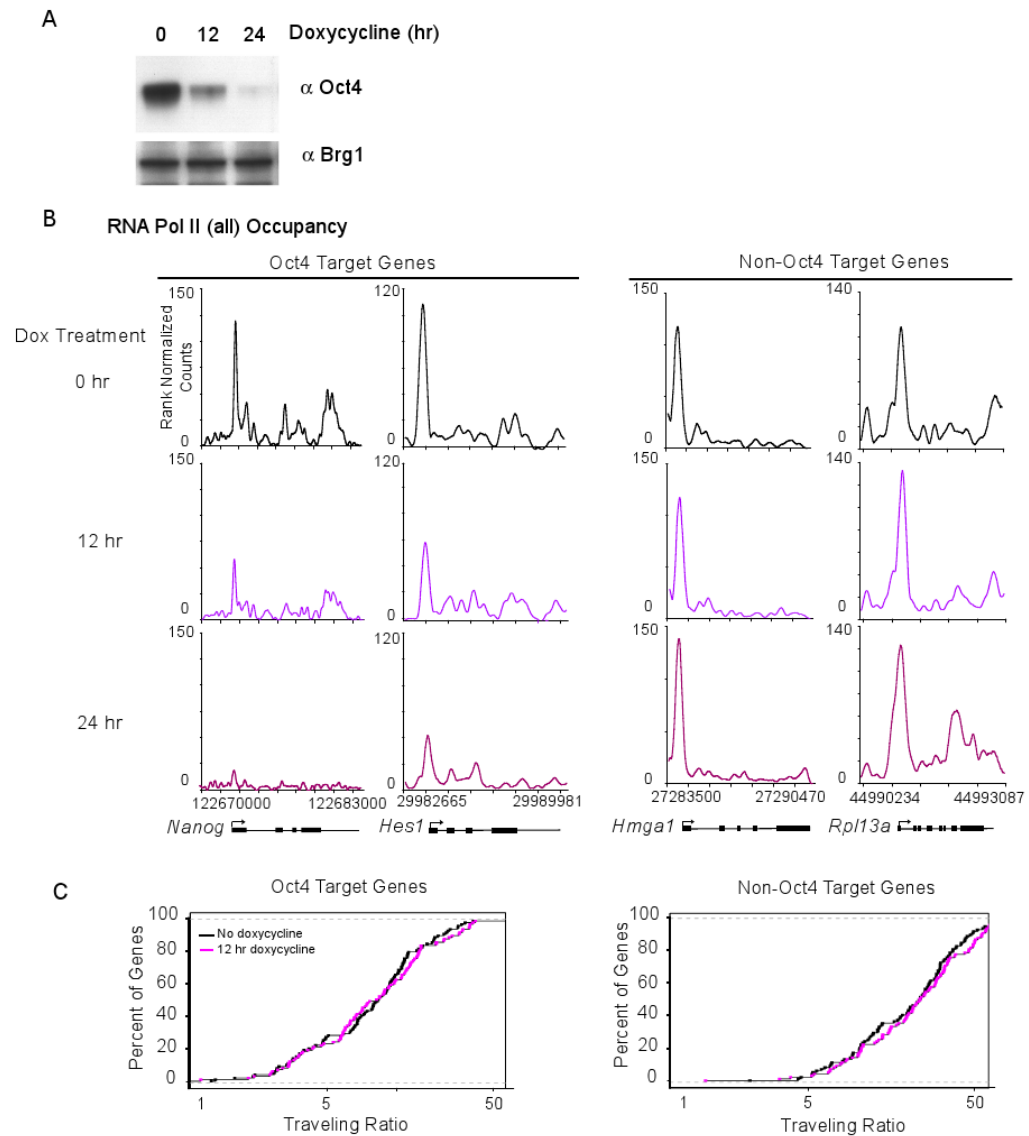 A
0 12 24 Doxycycline (hr)
α Oct4
α Brg1
B
RNA Pol II (all) Occupancy
Oct4 Target Genes
Non-Oct4 Target Genes
Dox Treatment
0 hr
Rank Normalized
Counts
150
0
120
0
150
0
140
0
12 hr
150
0
120
0
150
0
140
0
24 hr
150
0
120
0
150
0
140
0
122670000 122683000
29982665 29989981
27283500 27290470
44990234 44993087
Nanog
Hes1
Hmga1
Rpl13a
C
Oct4 Target Genes
Percent of Genes
100
80
60
40
20
0
No doxycycline
12 hr doxycycline
1 5 50
Traveling Ratio
Non-Oct4 Target Genes
Percent of Genes
100
80
60
40
20
0
1 5 50
Traveling Ratio